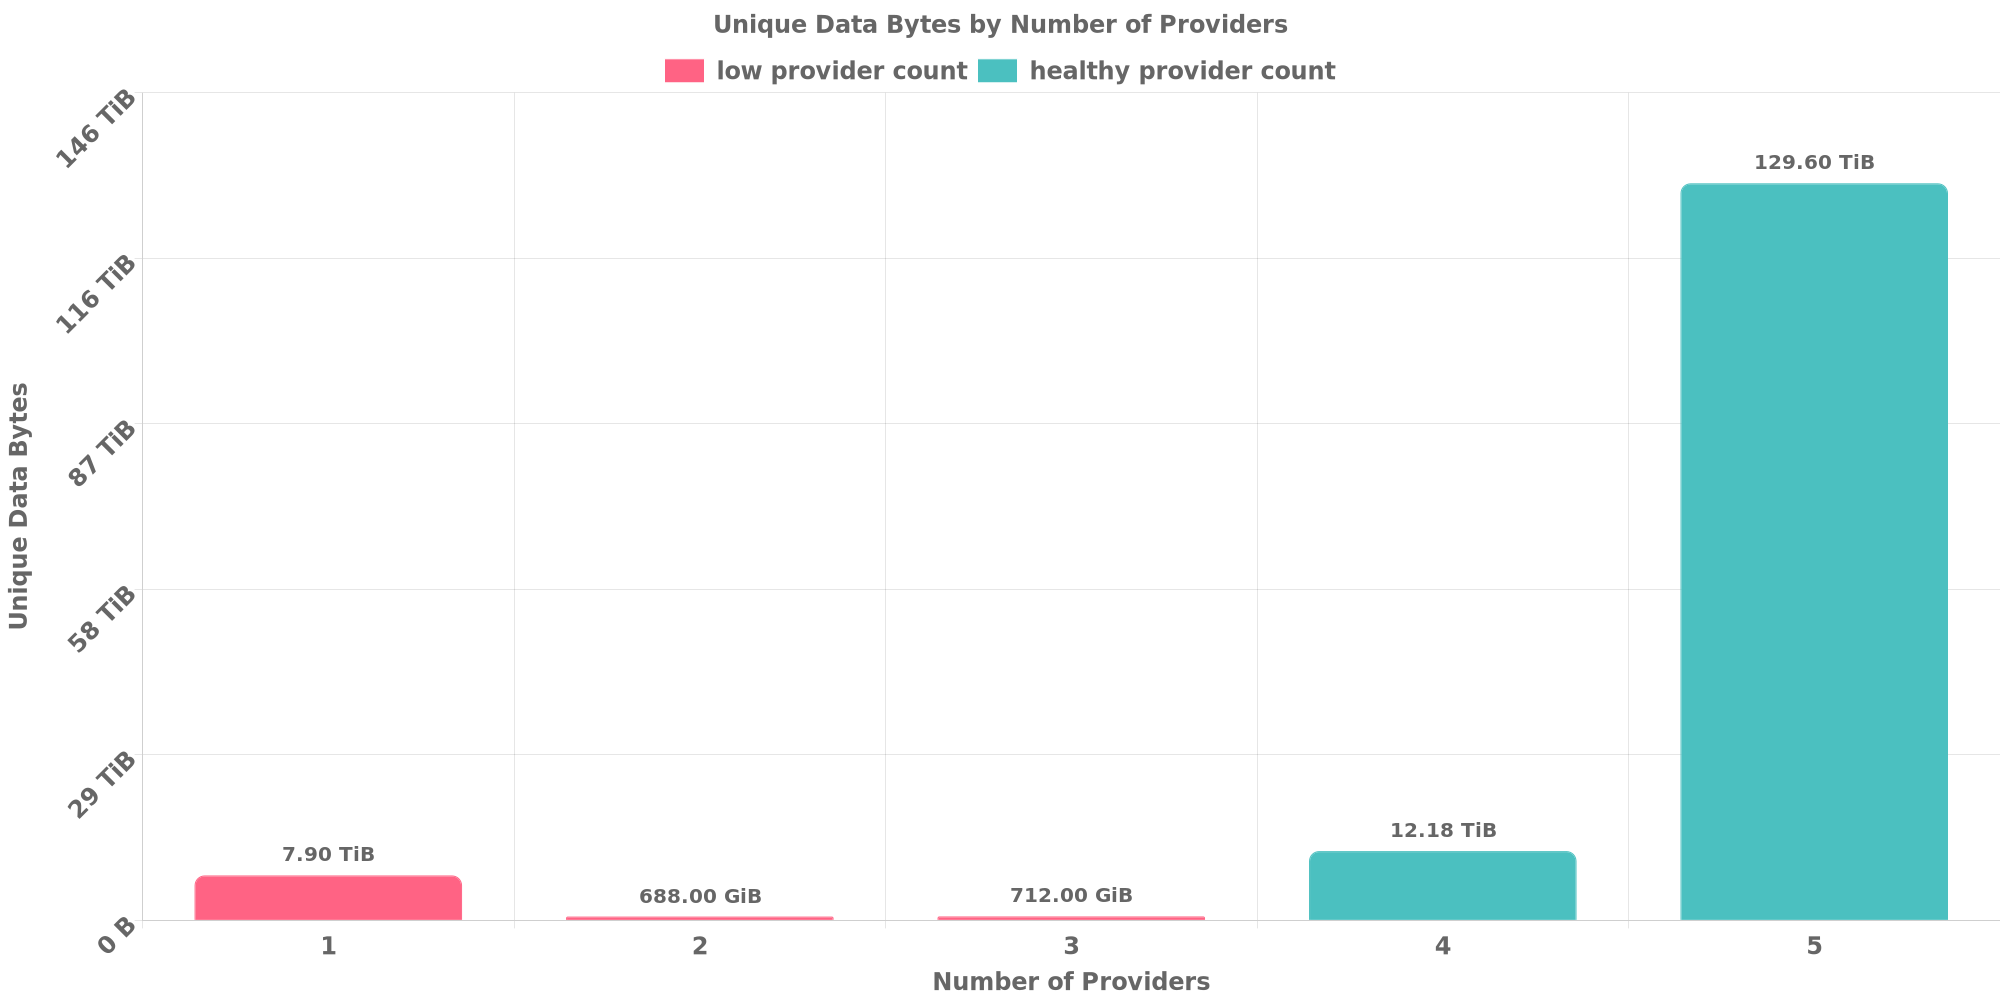 Unique Data Bytes by Number of Providers
low provider count healthy provider count
146 TiB
116 TiB
87 TiB
58 TiB
29 TiB
0 B
Unique Data Bytes
7.90 TiB
688.00 GiB
712.00 GiB
12.18 TiB
129.60 TiB
1 2 3 4 5
Number of Providers